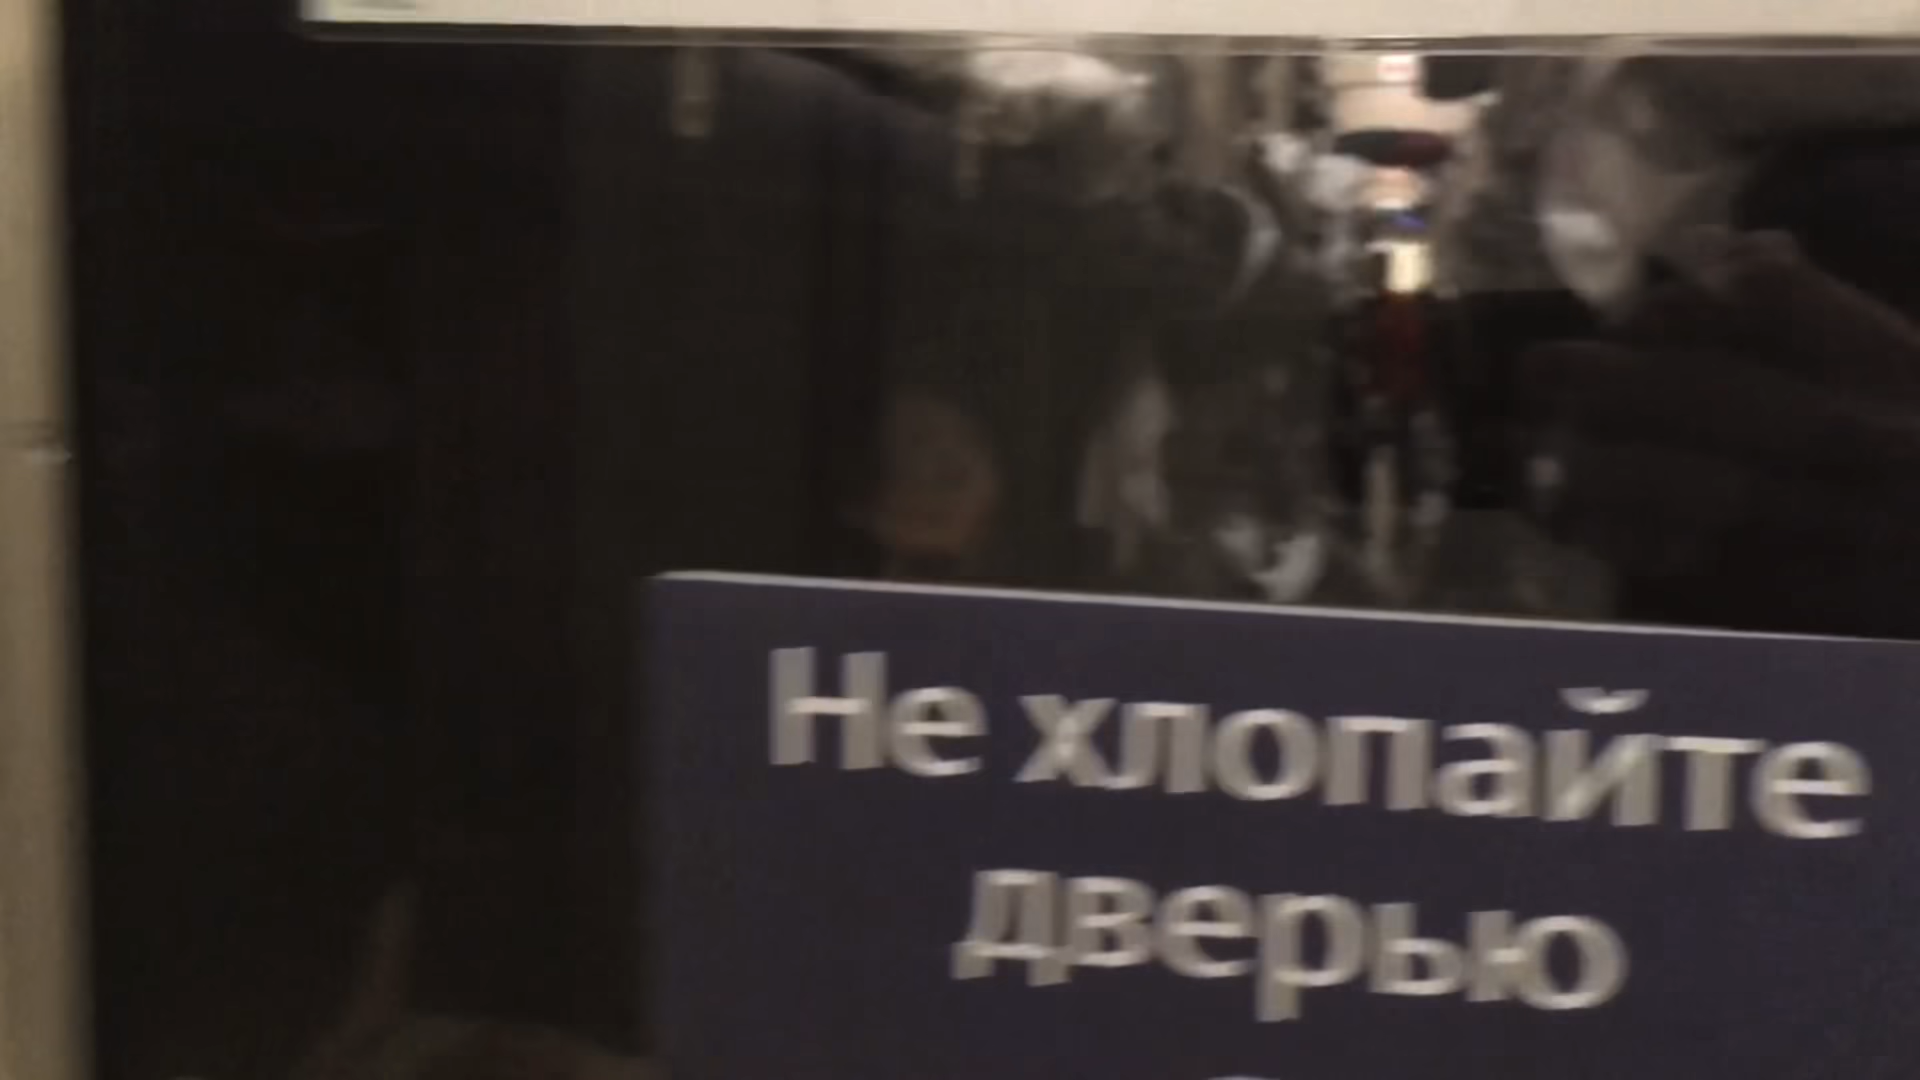 Не хлопайте
дверью